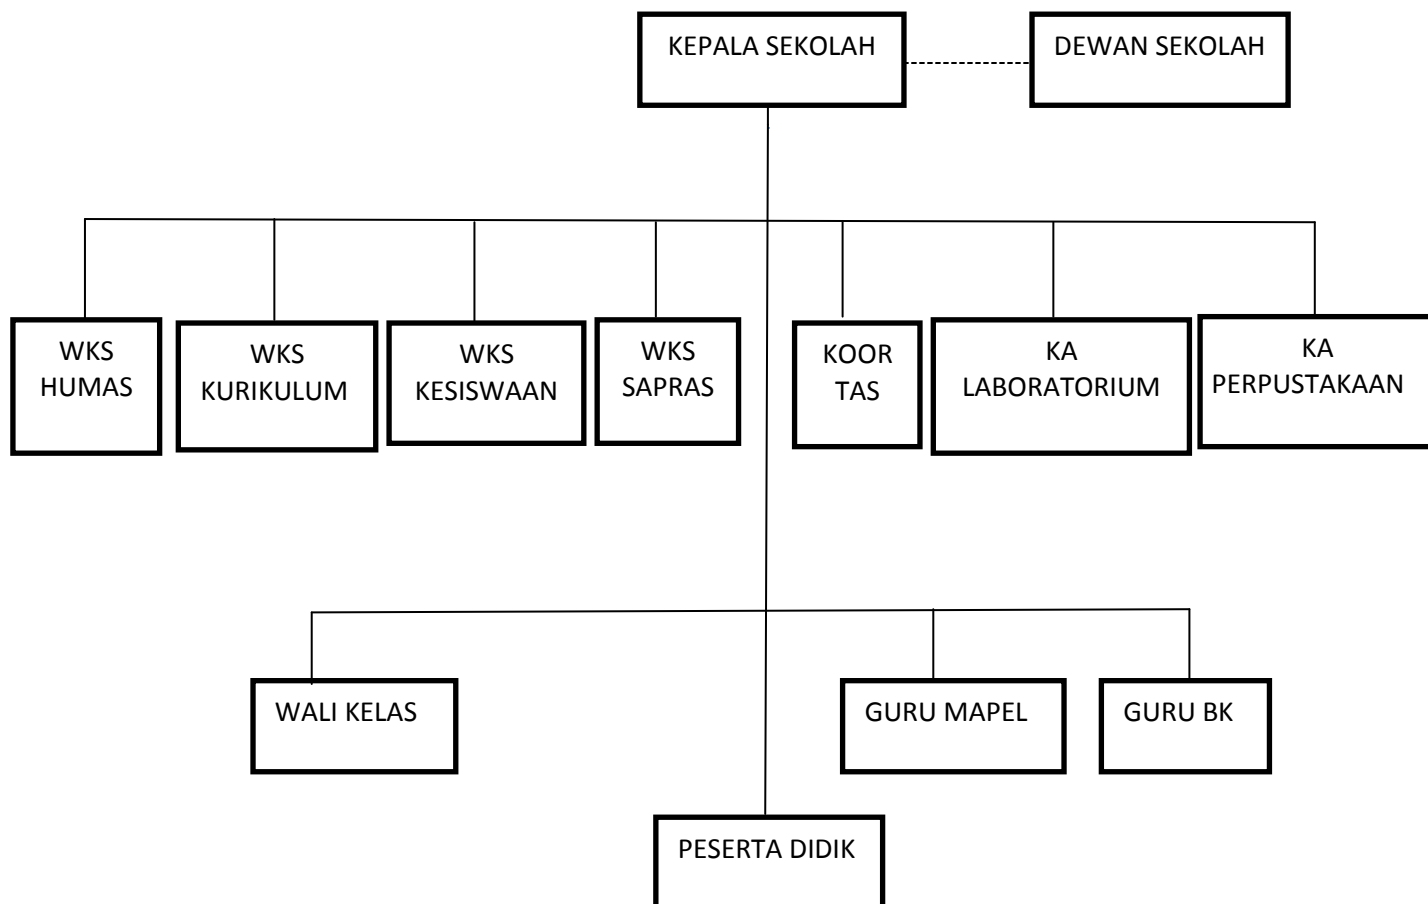 KEPALA SEKOLAH
DEWAN SEKOLAH
WKS
HUMAS
WKS
KURIKULUM
WKS
KESISWAAN
WKS
SAPRAS
KOOR
TAS
KA
LABORATORIUM
KA
PERPUSTAKAAN
WALI KELAS
GURU MAPEL
GURU BK
PESERTA DIDIK